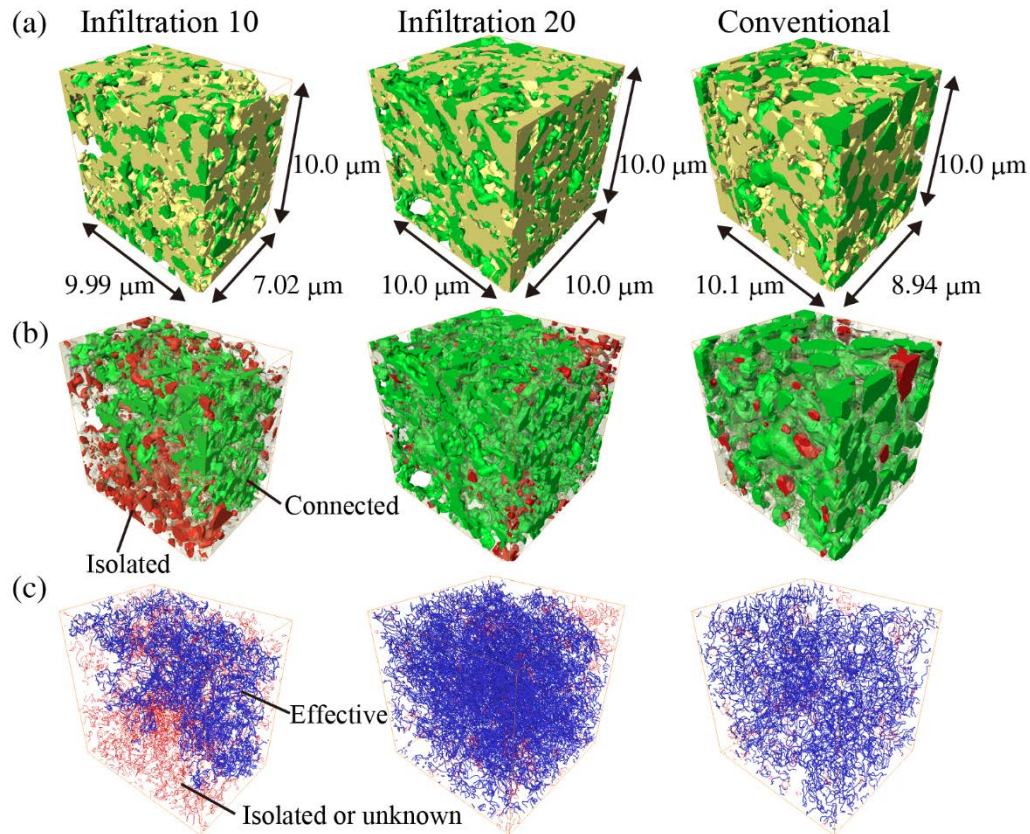 (a) Infiltration 10 Infiltration 20 Conventional
10.0 μm 10.0 μm 10.0 μm
9.99 μm 7.02 μm 10.0 μm 10.0 μm 10.1 μm 8.94 μm
(b)
Connected
Isolated
(c)
Effective
Isolated or unknown